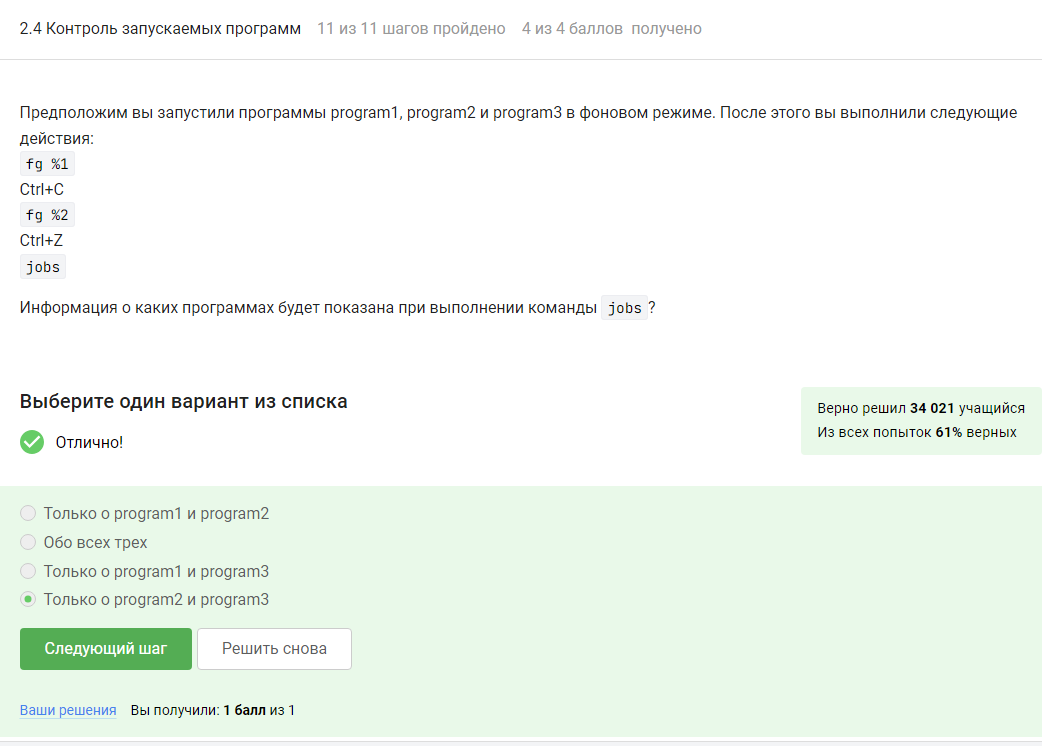 2.4 Контроль запускаемых программ 11 из 11 шагов пройдено 4 из 4 баллов получено
Предположим вы запустили программы program1, program2 и program3 в фоновом режиме. После этого вы выполнили следующие
действия:
fg %1
Ctrl+C
fg %2
Ctrl+Z
jobs
Информация о каких программах будет показана при выполнении команды jobs?
Выберите один вариант из списка
Отлично!
Верно решил 34 021 учащийся
Из всех попыток 61% верных
Только о program1 и program2
Обо всех трех
Только о program1 и program3
Только о program2 и program3
Следующий шаг Решить снова
Ваши решения Вы получили: 1 балл из 1